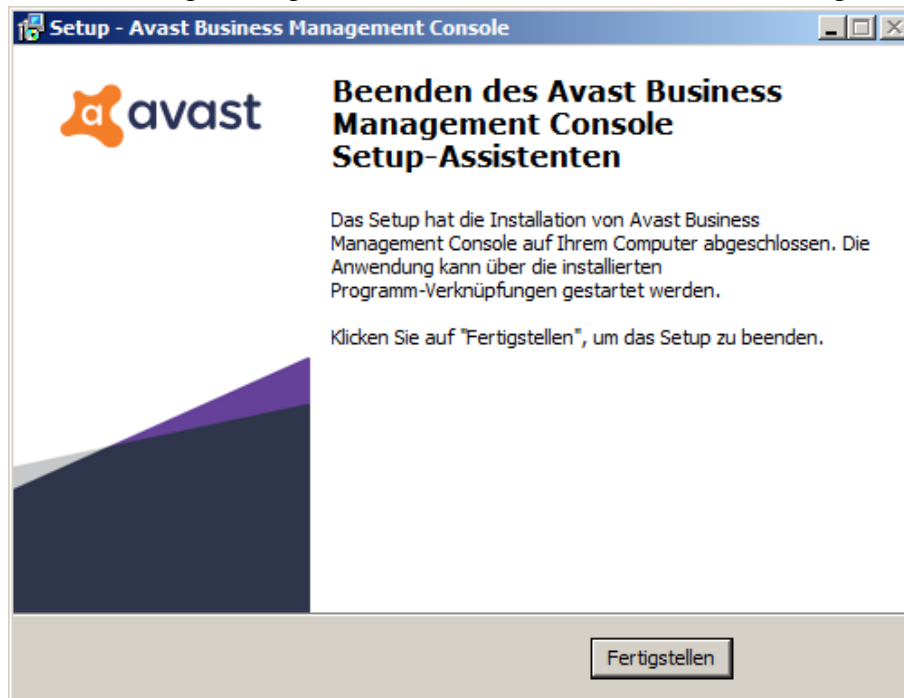 Setup - Avast Business Management Console
avast
Beenden des Avast Business
Management Console
Setup-Assistenten
Das Setup hat die Installation von Avast Business
Management Console auf Ihrem Computer abgeschlossen. Die
Anwendung kann über die installierten
Programm-Verknüpfungen gestartet werden.
Klicken Sie auf "Fertigstellen", um das Setup zu beenden.
Fertigstellen